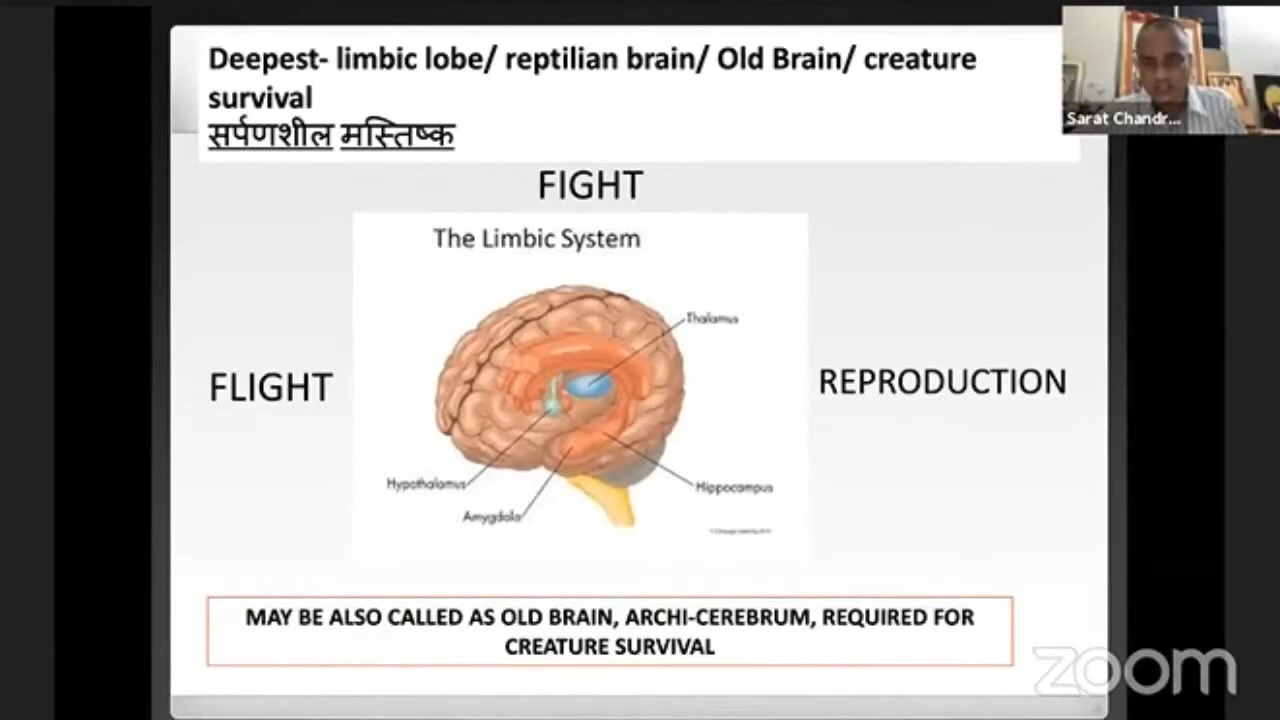 Deepest- limbic lobe/ reptilian brain/ Old Brain/ creature
survival
सर्पणशील मस्तिष्क
Sarat Chandr...
FIGHT
The Limbic System
Thalamus
FLIGHT
REPRODUCTION
Hypothalamus
Hippocampus
Amygdala
MAY BE ALSO CALLED AS OLD BRAIN, ARCHI-CEREBRUM, REQUIRED FOR
CREATURE SURVIVAL
zoom